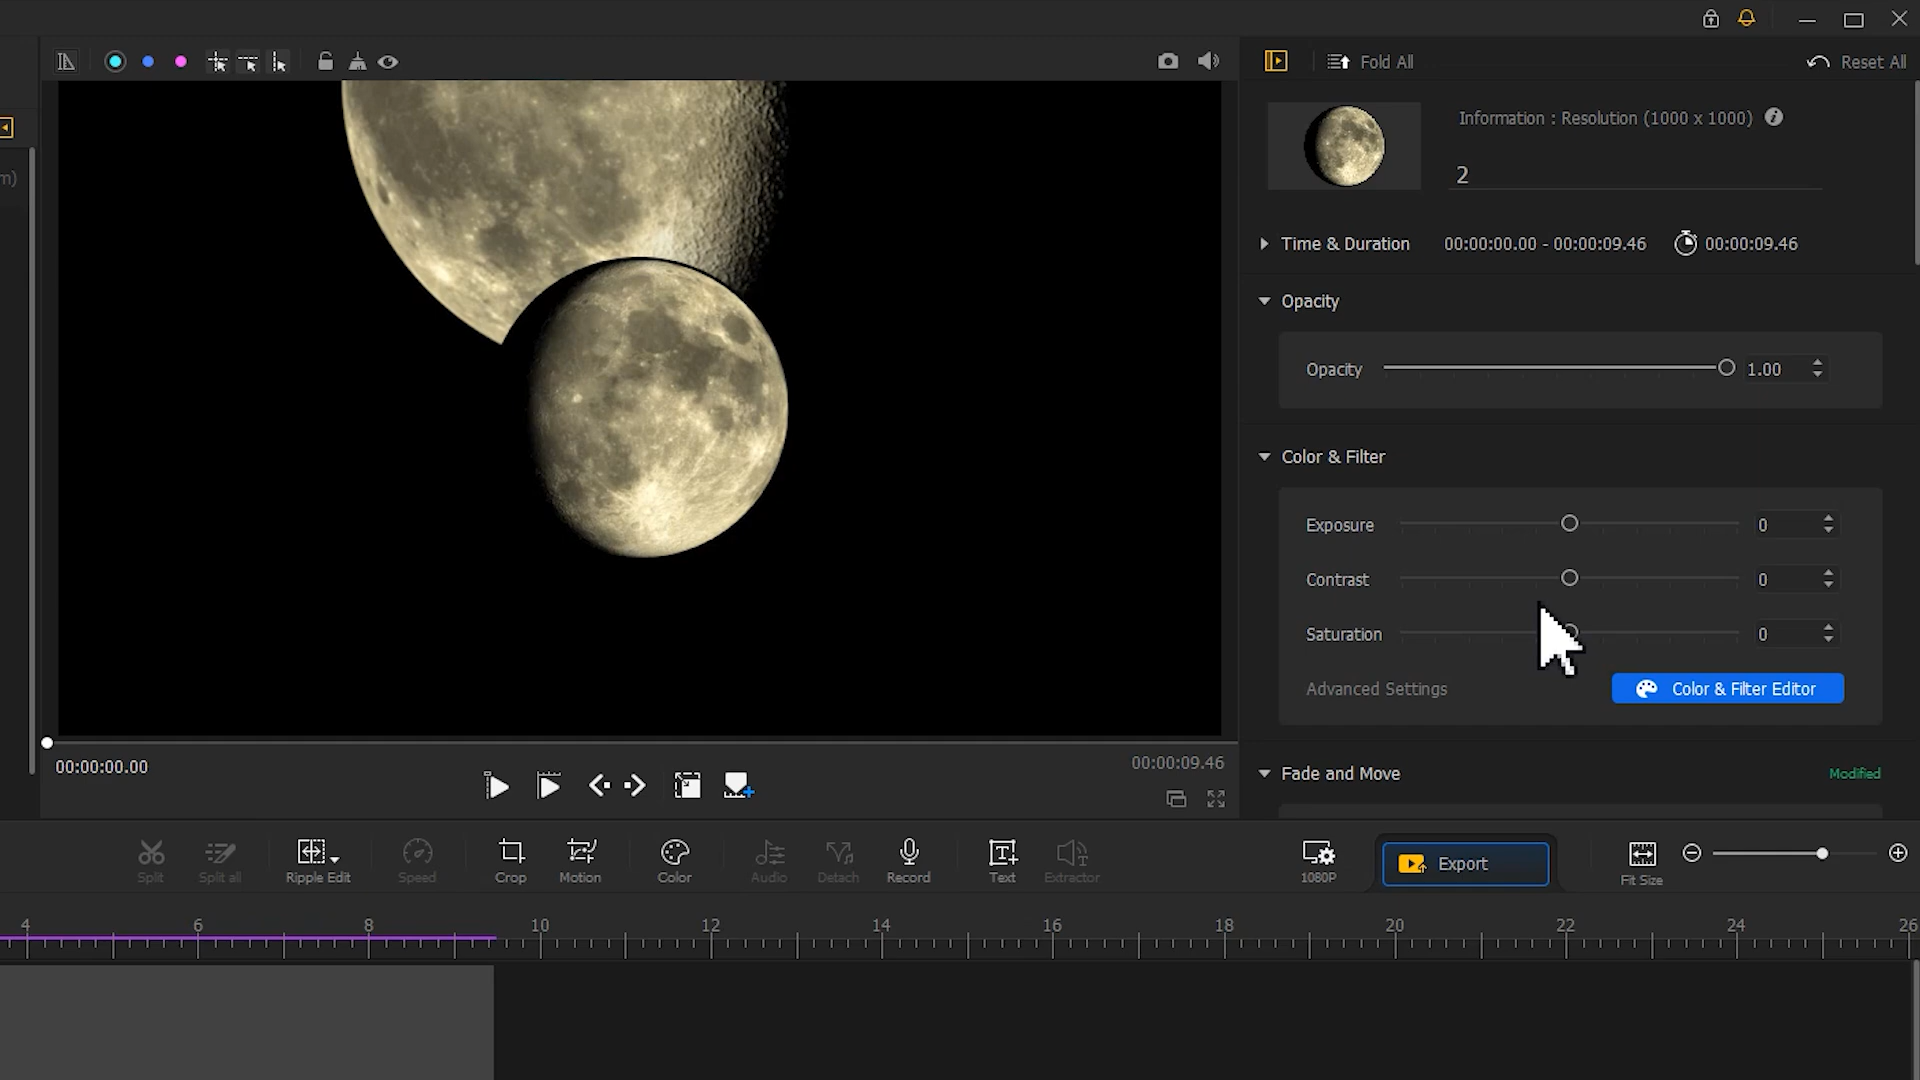 Fold All
Reset All
Information : Resolution (1000 x 1000)
m)
2
Time & Duration 00:00:00.00 - 00:00:09.46 00:00:09.46
Opacity
Opacity 1.00
Color & Filter
Exposure 0
Contrast 0
Saturation 0
Advanced Settings Color & Filter Editor
Fade and Move Modified
00:00:00.00
00:00:09.46
Split Split all Ripple Edit Speed Crop Motion Color Audio Detach Record Text Extractor 1080P Export Fit Size
4 6 8 10 12 14 16 18 20 22 24 26